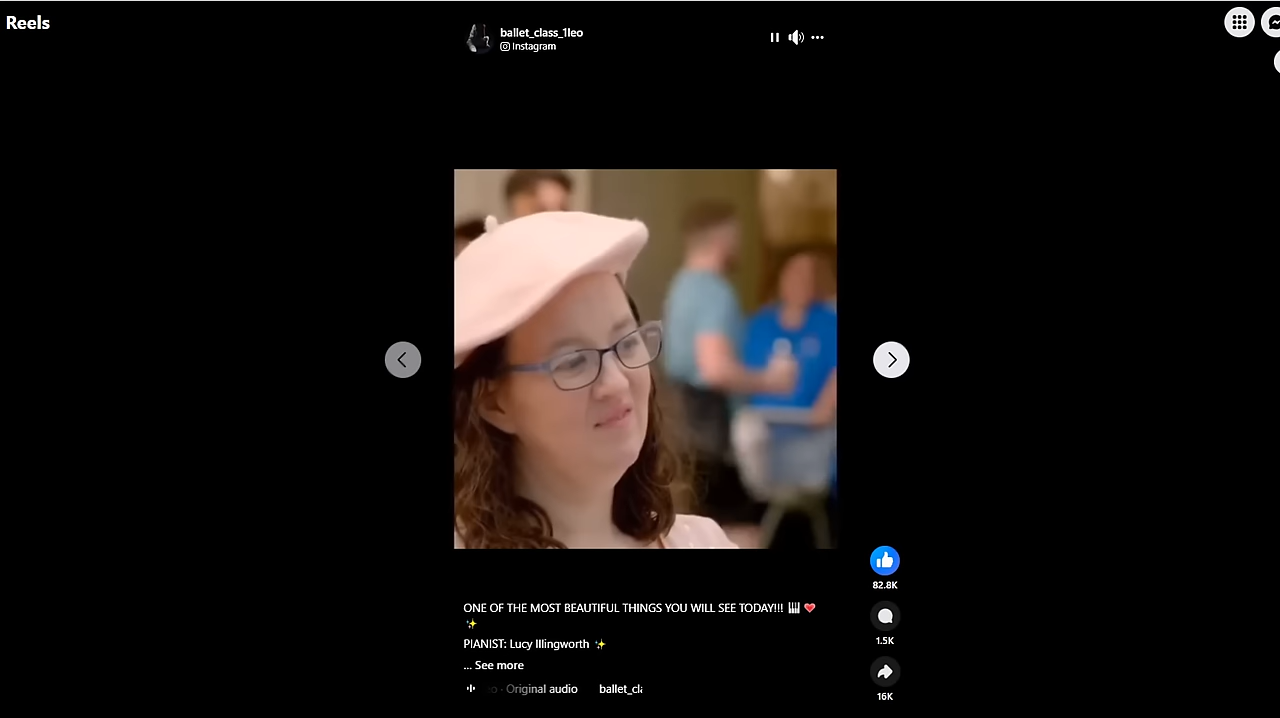 Reels
ballet_class_1leo
Instagram
ONE OF THE MOST BEAUTIFUL THINGS YOU WILL SEE TODAY!!! 🎹 ❤️
✨
PIANIST: Lucy Illingworth ✨
... See more
o · Original audio ballet_cla
82.8K
1.5K
16K